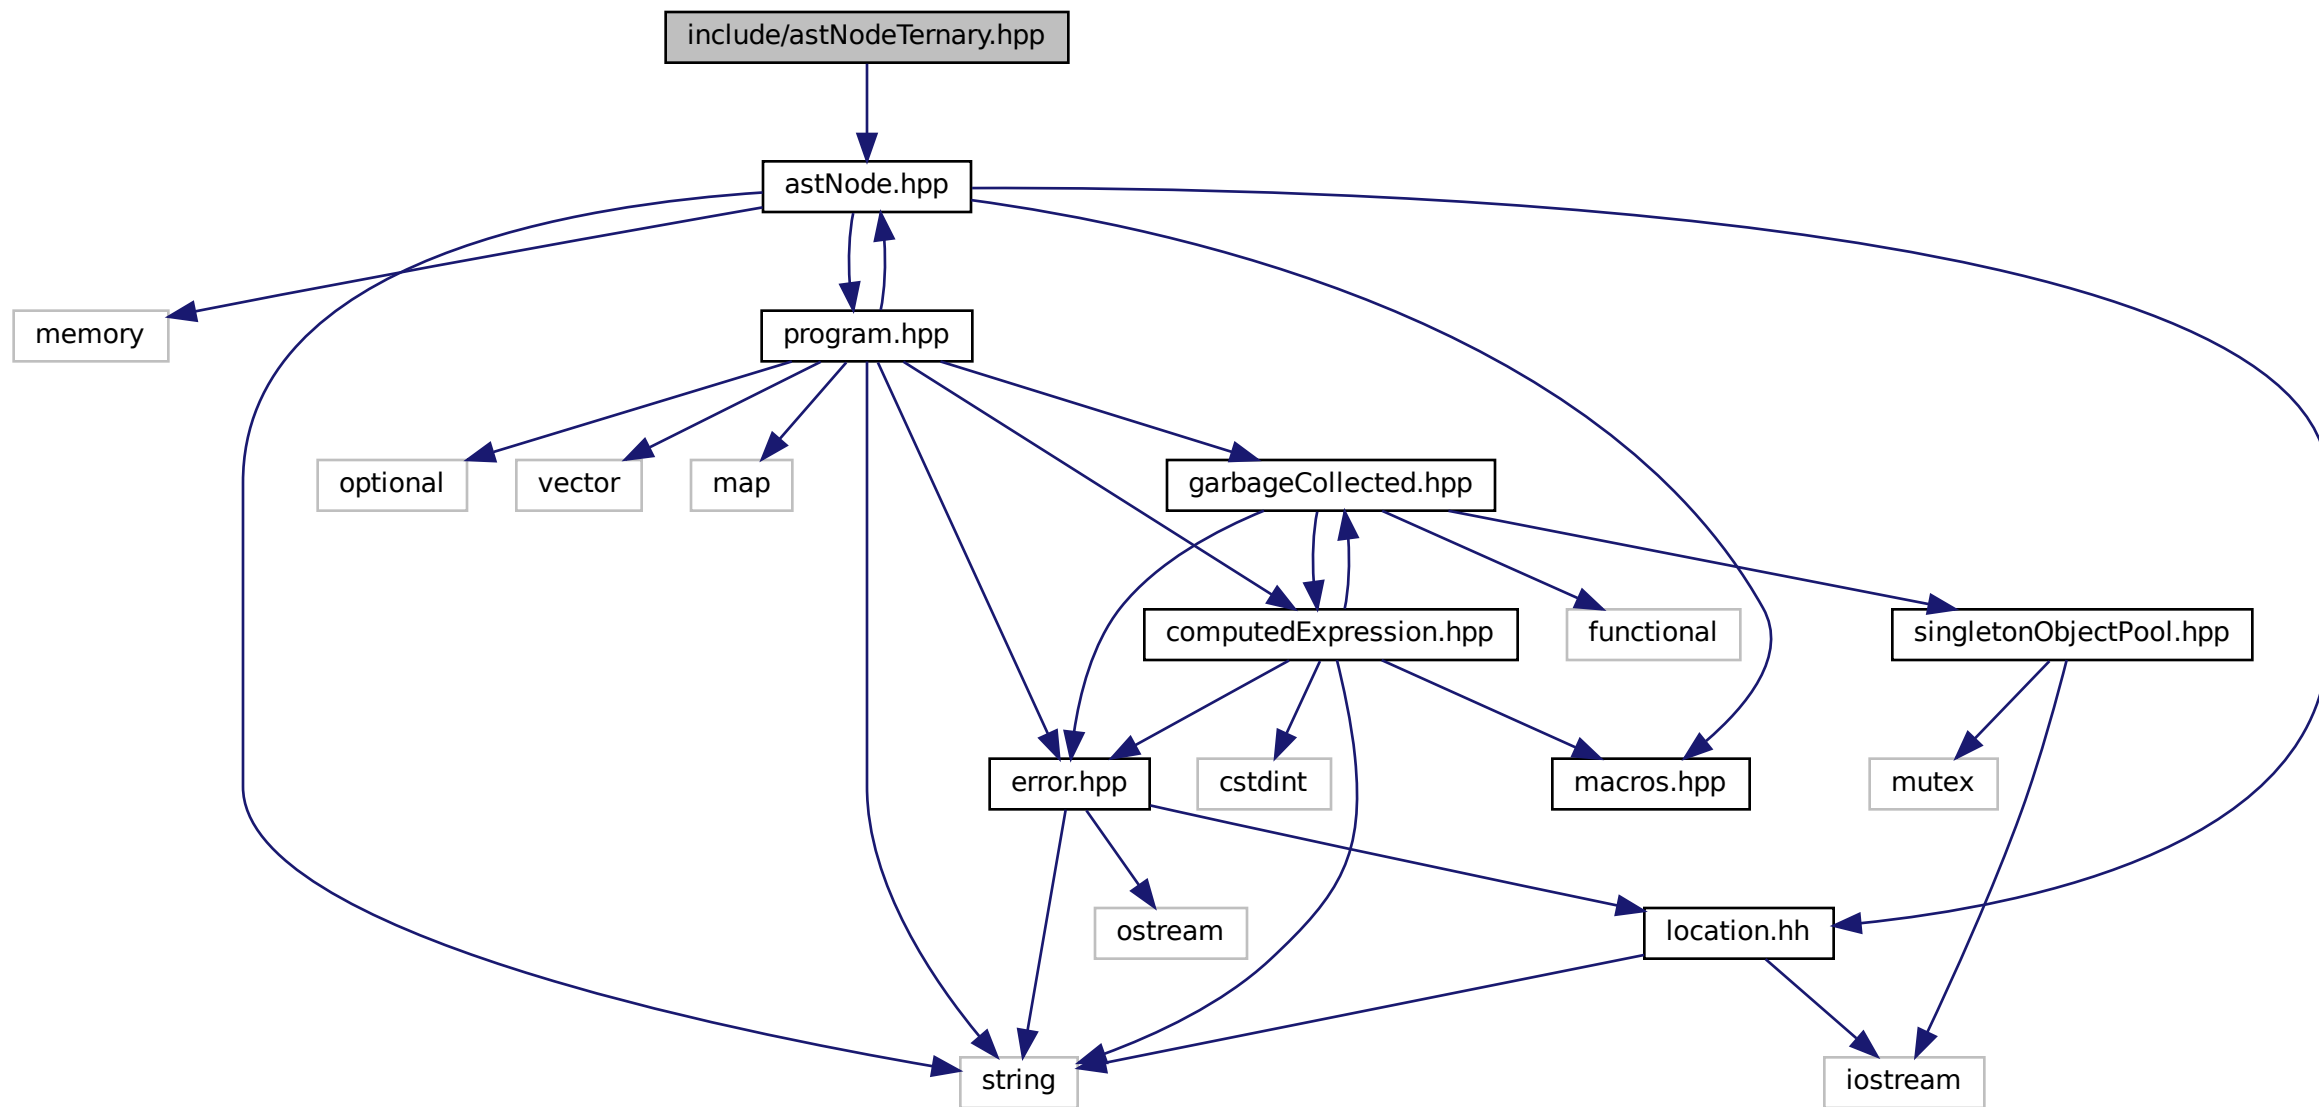 include/astNodeTernary.hpp
astNode.hpp
memory
program.hpp
optional
vector
map
garbageCollected.hpp
computedExpression.hpp
functional
singletonObjectPool.hpp
error.hpp
cstdint
macros.hpp
mutex
ostream
location.hh
string
iostream